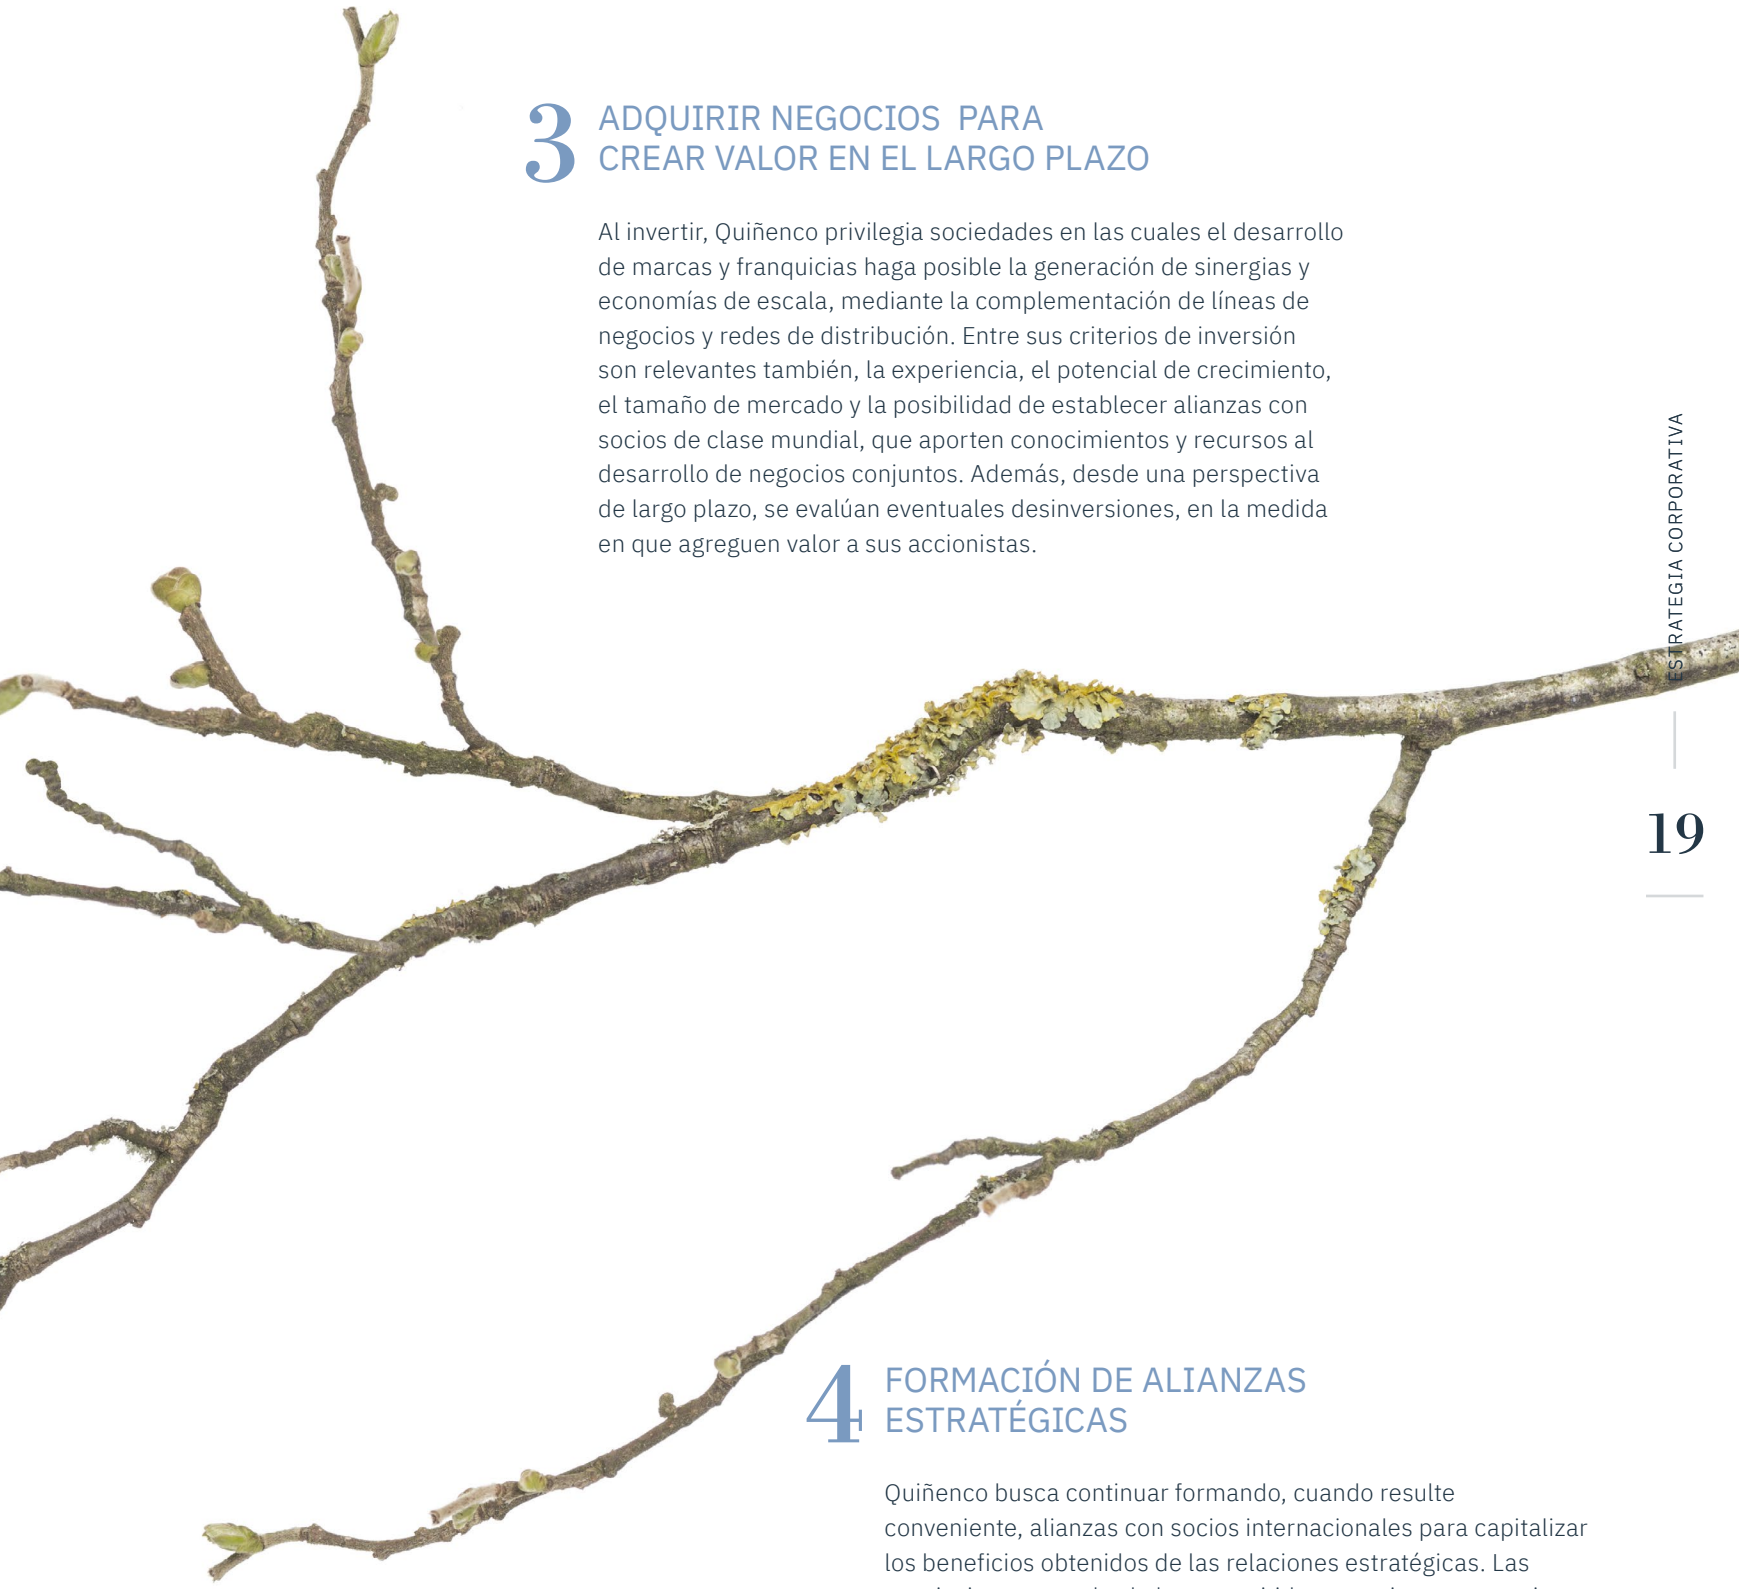 3
ADQUIRIR NEGOCIOS PARA
CREAR VALOR EN EL LARGO PLAZO
Al invertir, Quiñenco privilegia sociedades en las cuales el desarrollo
de marcas y franquicias haga posible la generación de sinergias y
economías de escala, mediante la complementación de líneas de
negocios y redes de distribución. Entre sus criterios de inversión
son relevantes también, la experiencia, el potencial de crecimiento,
el tamaño de mercado y la posibilidad de establecer alianzas con
socios de clase mundial, que aporten conocimientos y recursos al
desarrollo de negocios conjuntos. Además, desde una perspectiva
de largo plazo, se evalúan eventuales desinversiones, en la medida
en que agreguen valor a sus accionistas.
ESTRATEGIA CORPORATIVA
19
4
FORMACIÓN DE ALIANZAS
ESTRATÉGICAS
Quiñenco busca continuar formando, cuando resulte
conveniente, alianzas con socios internacionales para capitalizar
los beneficios obtenidos de las relaciones estratégicas. Las